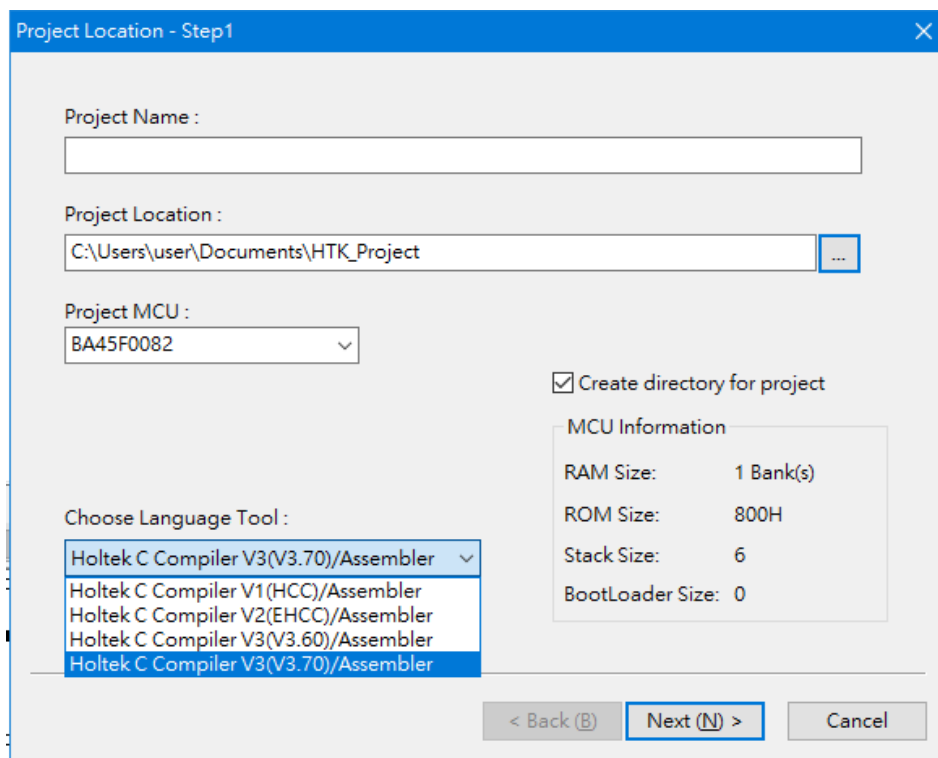 Project Location - Step1
Project Name :
Project Location :
C:\Users\user\Documents\HTK_Project
...
Project MCU :
BA45F0082
Create directory for project
MCU Information
RAM Size: 1 Bank(s)
ROM Size: 800H
Stack Size: 6
BootLoader Size: 0
Choose Language Tool :
Holtek C Compiler V3(V3.70)/Assembler
Holtek C Compiler V1(HCC)/Assembler
Holtek C Compiler V2(EHCC)/Assembler
Holtek C Compiler V3(V3.60)/Assembler
Holtek C Compiler V3(V3.70)/Assembler
< Back (B) Next (N) > Cancel